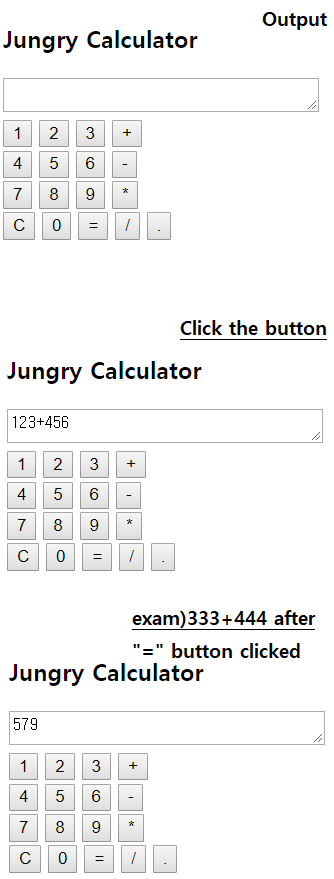 Output
Jungry Calculator
1 2 3 +
4 5 6 -
7 8 9 *
C 0 = / .
Click the button
Jungry Calculator
123+456
1 2 3 +
4 5 6 -
7 8 9 *
C 0 = / .
exam)333+444 after
"=" button clicked
Jungry Calculator
579
1 2 3 +
4 5 6 -
7 8 9 *
C 0 = / .